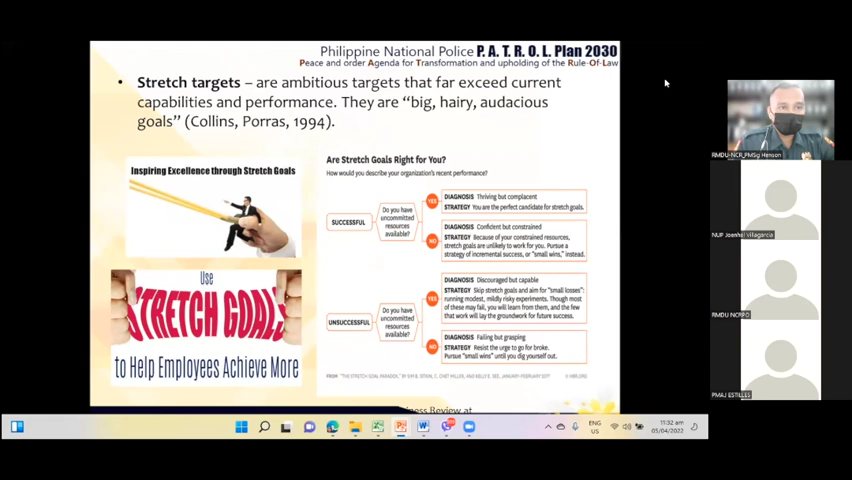 Philippine National Police P. A. T. R. O. L. Plan 2030
Peace and order Agenda for Transformation and upholding of the Rule-Of-Law
• Stretch targets – are ambitious targets that far exceed current
capabilities and performance. They are “big, hairy, audacious
goals” (Collins, Porras, 1994).
Inspiring Excellence through Stretch Goals
Use
STRETCH GOALS
to Help Employees Achieve More
Are Stretch Goals Right for You?
How would you describe your organization's recent performance?
SUCCESSFUL
Do you have
uncommitted
resources
available?
YES
DIAGNOSIS Thriving but complacent
STRATEGY You are the perfect candidate for stretch goals.
NO
DIAGNOSIS Confident but constrained
STRATEGY Because of your constrained resources,
stretch goals are unlikely to work for you. Pursue a
strategy of incremental success, or "small wins," instead.
UNSUCCESSFUL
Do you have
uncommitted
resources
available?
YES
DIAGNOSIS Discouraged but capable
STRATEGY Skip stretch goals and aim for "small losses":
running modest, mildly risky experiments. Though most
of these may fail, you will learn from them, and the few
that work will lay the groundwork for future success.
NO
DIAGNOSIS Failing but grasping
STRATEGY Resist the urge to go for broke.
Pursue "small wins" until you dig yourself out.
FROM "THE STRETCH GOAL PARADOX," BY SIM B. SITKIN, C. CHET MILLER, AND KELLY E. SEE, JANUARY–FEBRUARY 2017
© HBR.ORG
iness Review at
RMDU-NCR_PMSg Henson
NUP Joenhel Villagarcia
RMDU NCRPO
PMAJ ESTILLES
ENG
US
11:32 am
05/04/2022